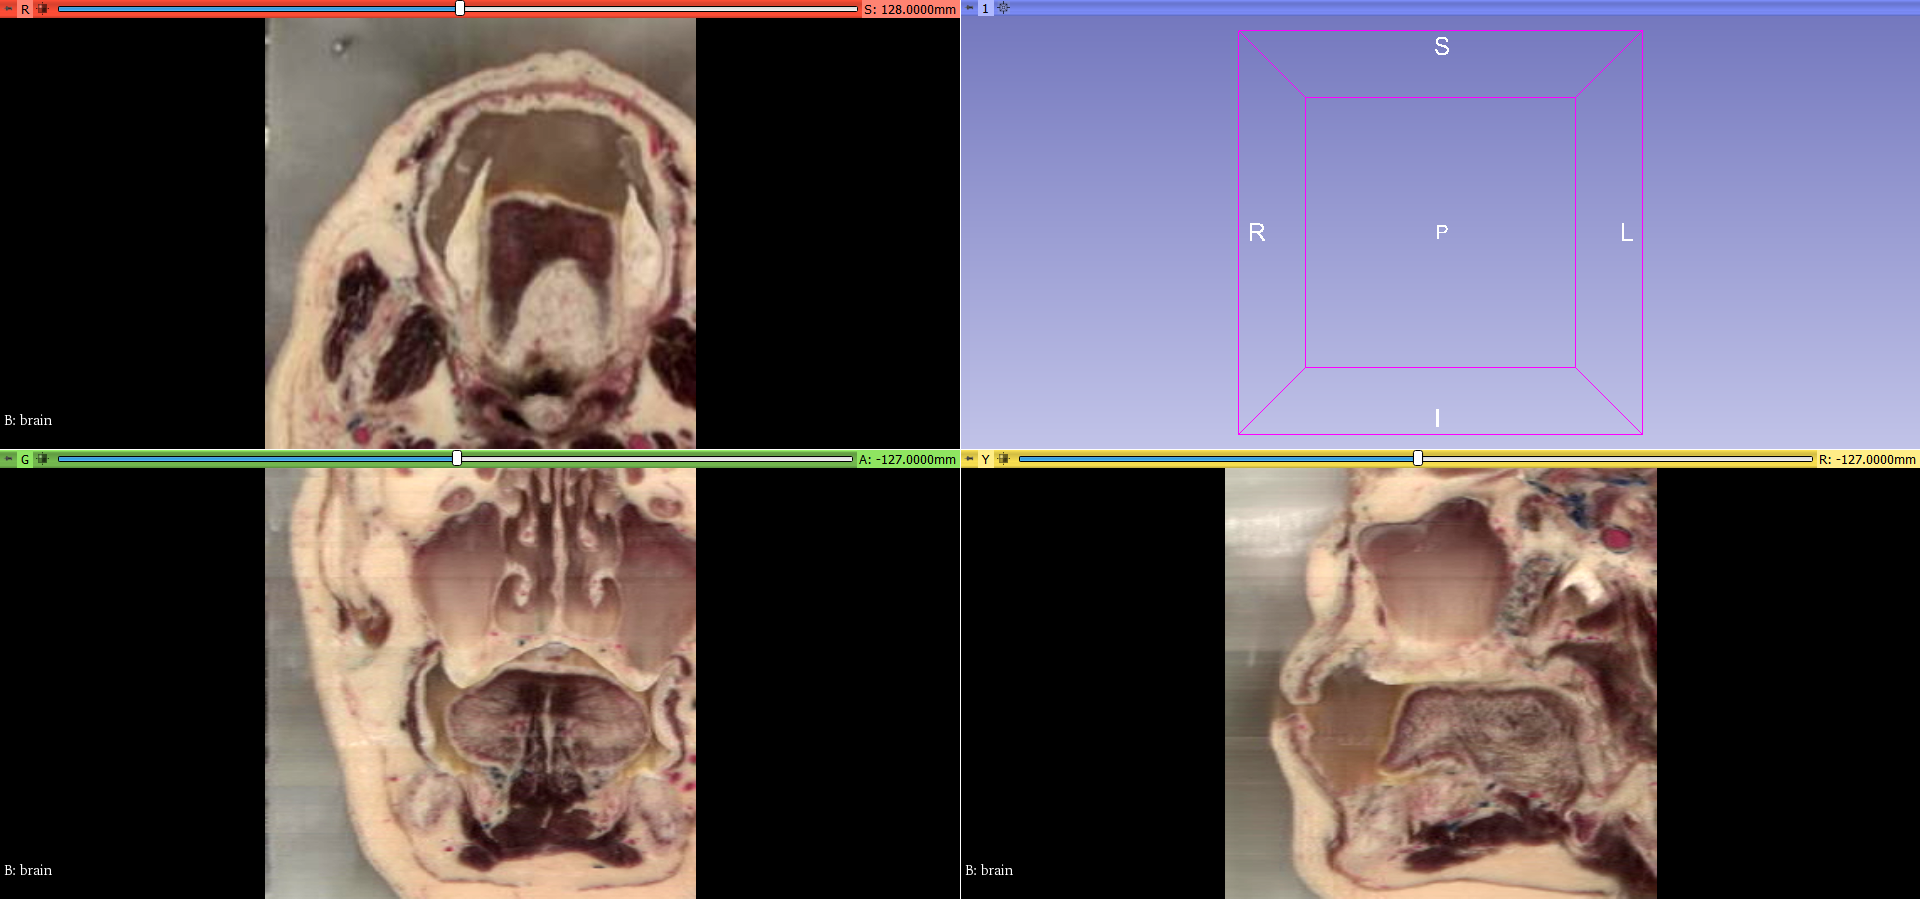 R
S: 128.0000mm
B: brain
1
S
R
P
L
I
G
A: -127.0000mm
B: brain
Y
R: -127.0000mm
B: brain